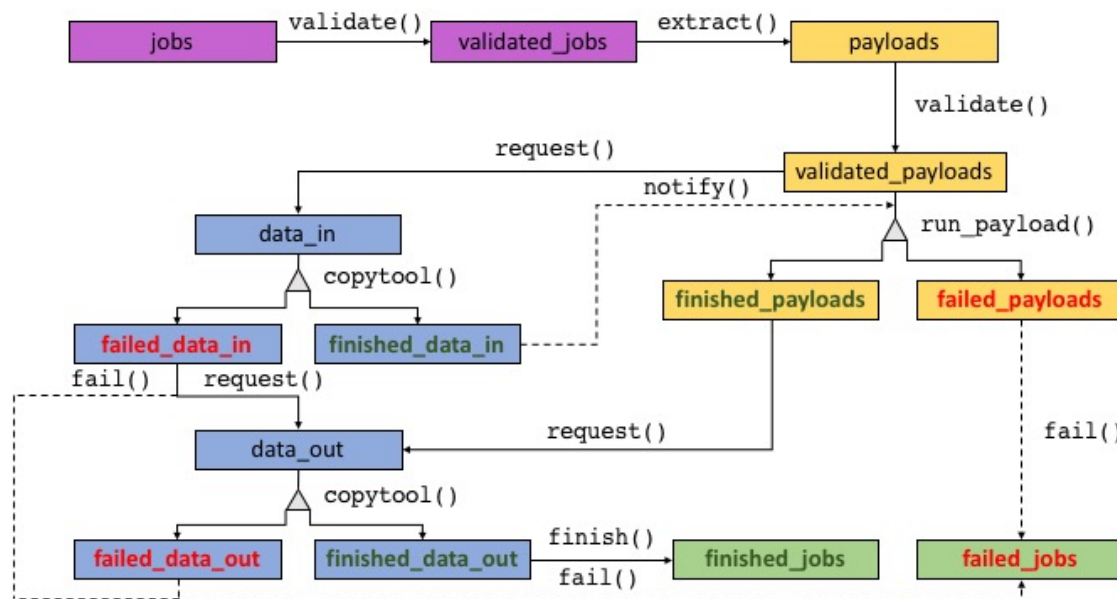 jobs
validate()
validated_jobs
extract()
payloads
validate()
request()
validated_payloads
notify()
data_in
run_payload()
copytool()
finished_payloads
failed_payloads
failed_data_in
finished_data_in
fail()
request()
request()
fail()
data_out
copytool()
failed_data_out
finished_data_out
finish()
fail()
finished_jobs
failed_jobs